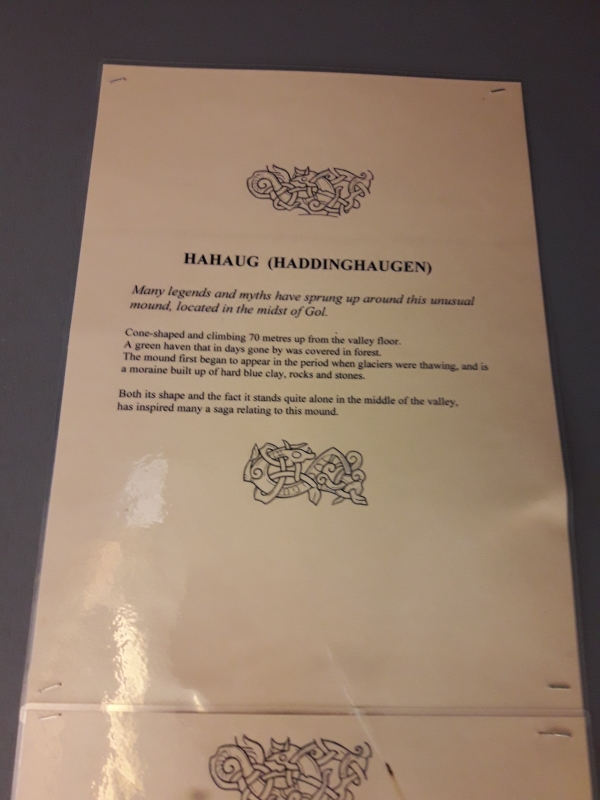 HAHAUG (HADDINGHAUGEN)
Many legends and myths have sprung up around this unusual
mound, located in the midst of Gol.
Cone-shaped and climbing 70 metres up from the valley floor.
A green haven that in days gone by was covered in forest.
The mound first began to appear in the period when glaciers were thawing, and is
a moraine built up of hard blue clay, rocks and stones.
Both its shape and the fact it stands quite alone in the middle of the valley,
has inspired many a saga relating to this mound.